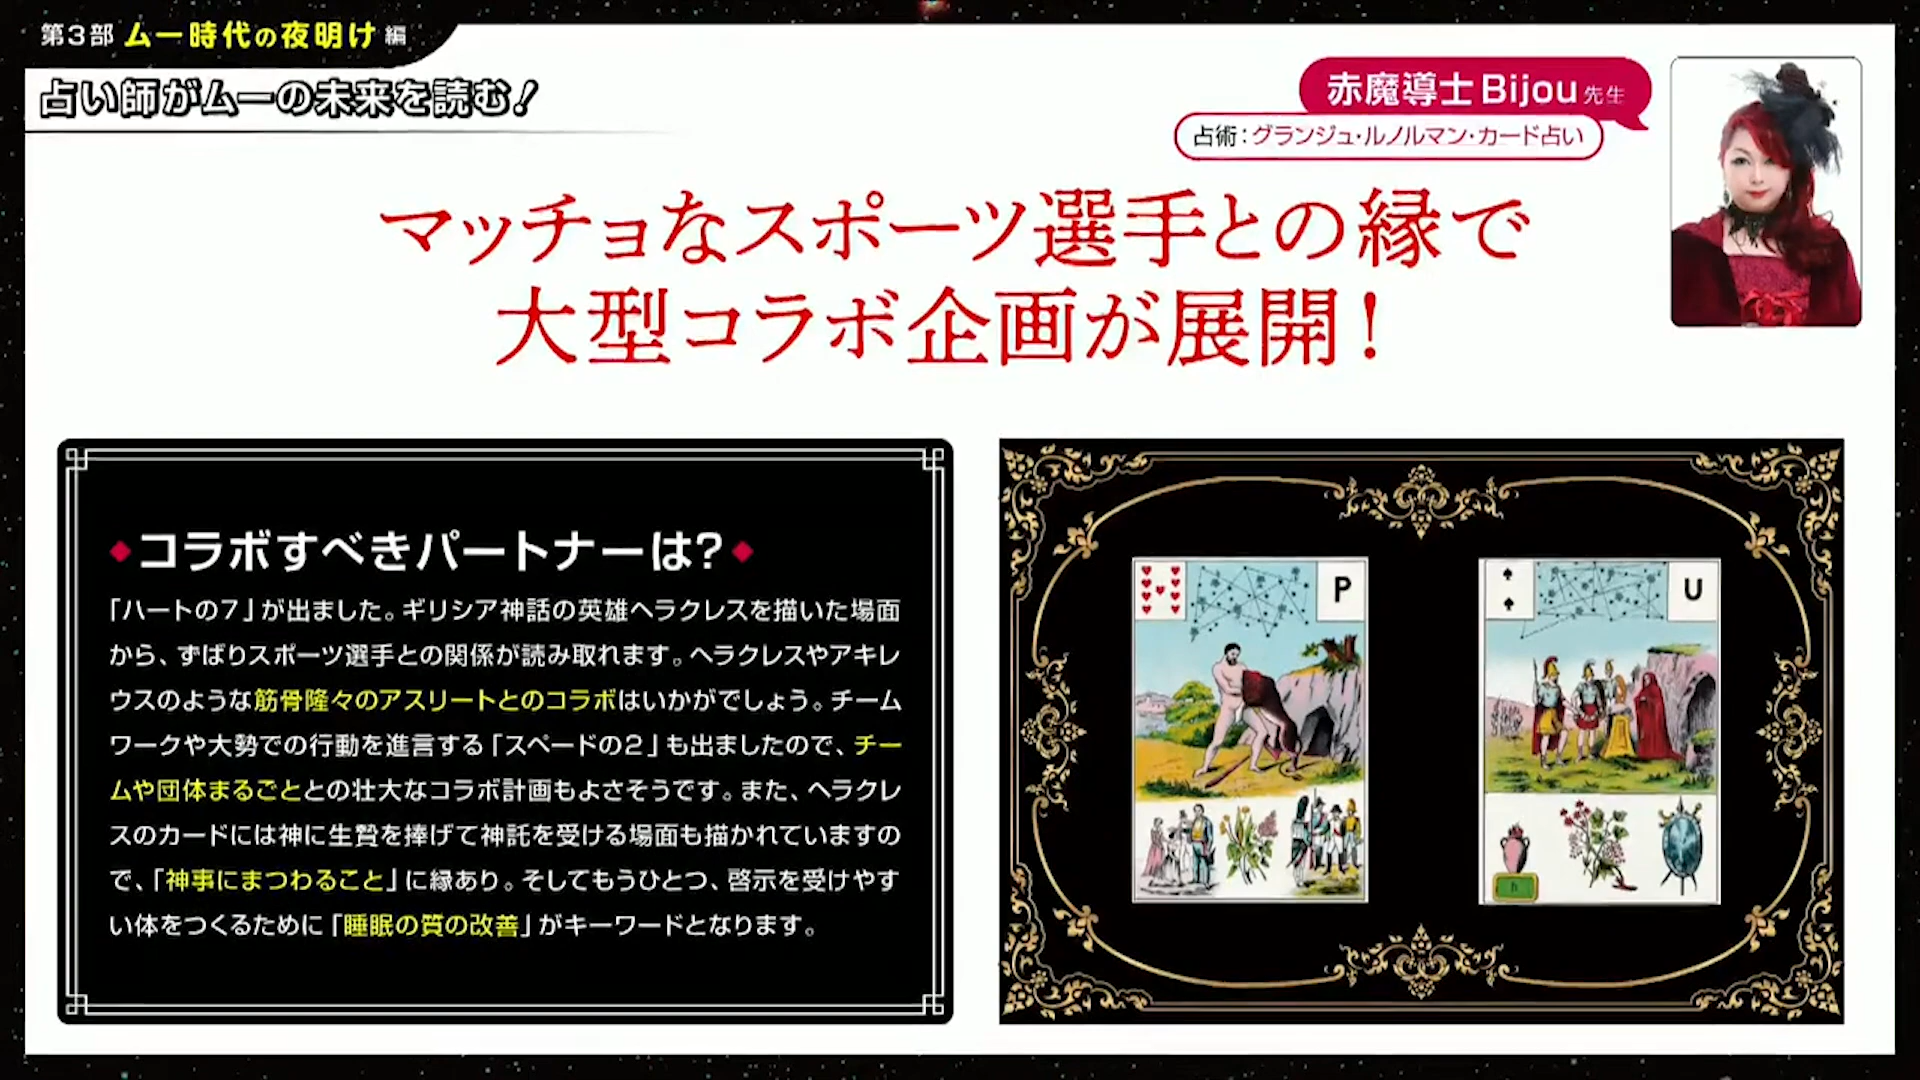 第3部 ムー時代の夜明け 編
占い師がムーの未来を読む!
赤魔導士Bijou先生
占術:グランジュ・ルノルマン・カード占い
マッチョなスポーツ選手との縁で
大型コラボ企画が展開!
◆コラボすべきパートナーは?◆
「ハートの7」が出ました。ギリシア神話の英雄ヘラクレスを描いた場面
から、ずばりスポーツ選手との関係が読み取れます。ヘラクレスやアキレ
ウスのような筋骨隆々のアスリートとのコラボはいかがでしょう。チーム
ワークや大勢での行動を進言する「スペードの2」も出ましたので、チー
ムや団体まるごととの壮大なコラボ計画もよさそうです。また、ヘラクレ
スのカードには神に生贄を捧げて神託を受ける場面も描かれていますの
で、「神事にまつわること」に縁あり。そしてもうひとつ、啓示を受けやす
い体をつくるために「睡眠の質の改善」がキーワードとなります。
P
U